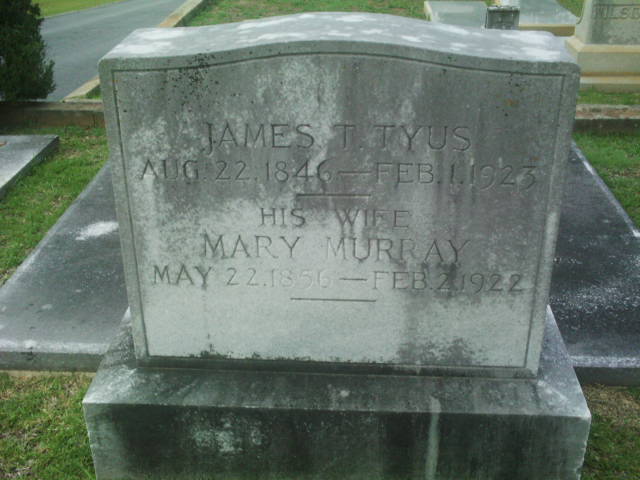 JAMES T. TYUS
AUG. 22, 1846 — FEB. 1, 1923
HIS WIFE
MARY MURRAY
MAY 22, 1856 — FEB. 2, 1922